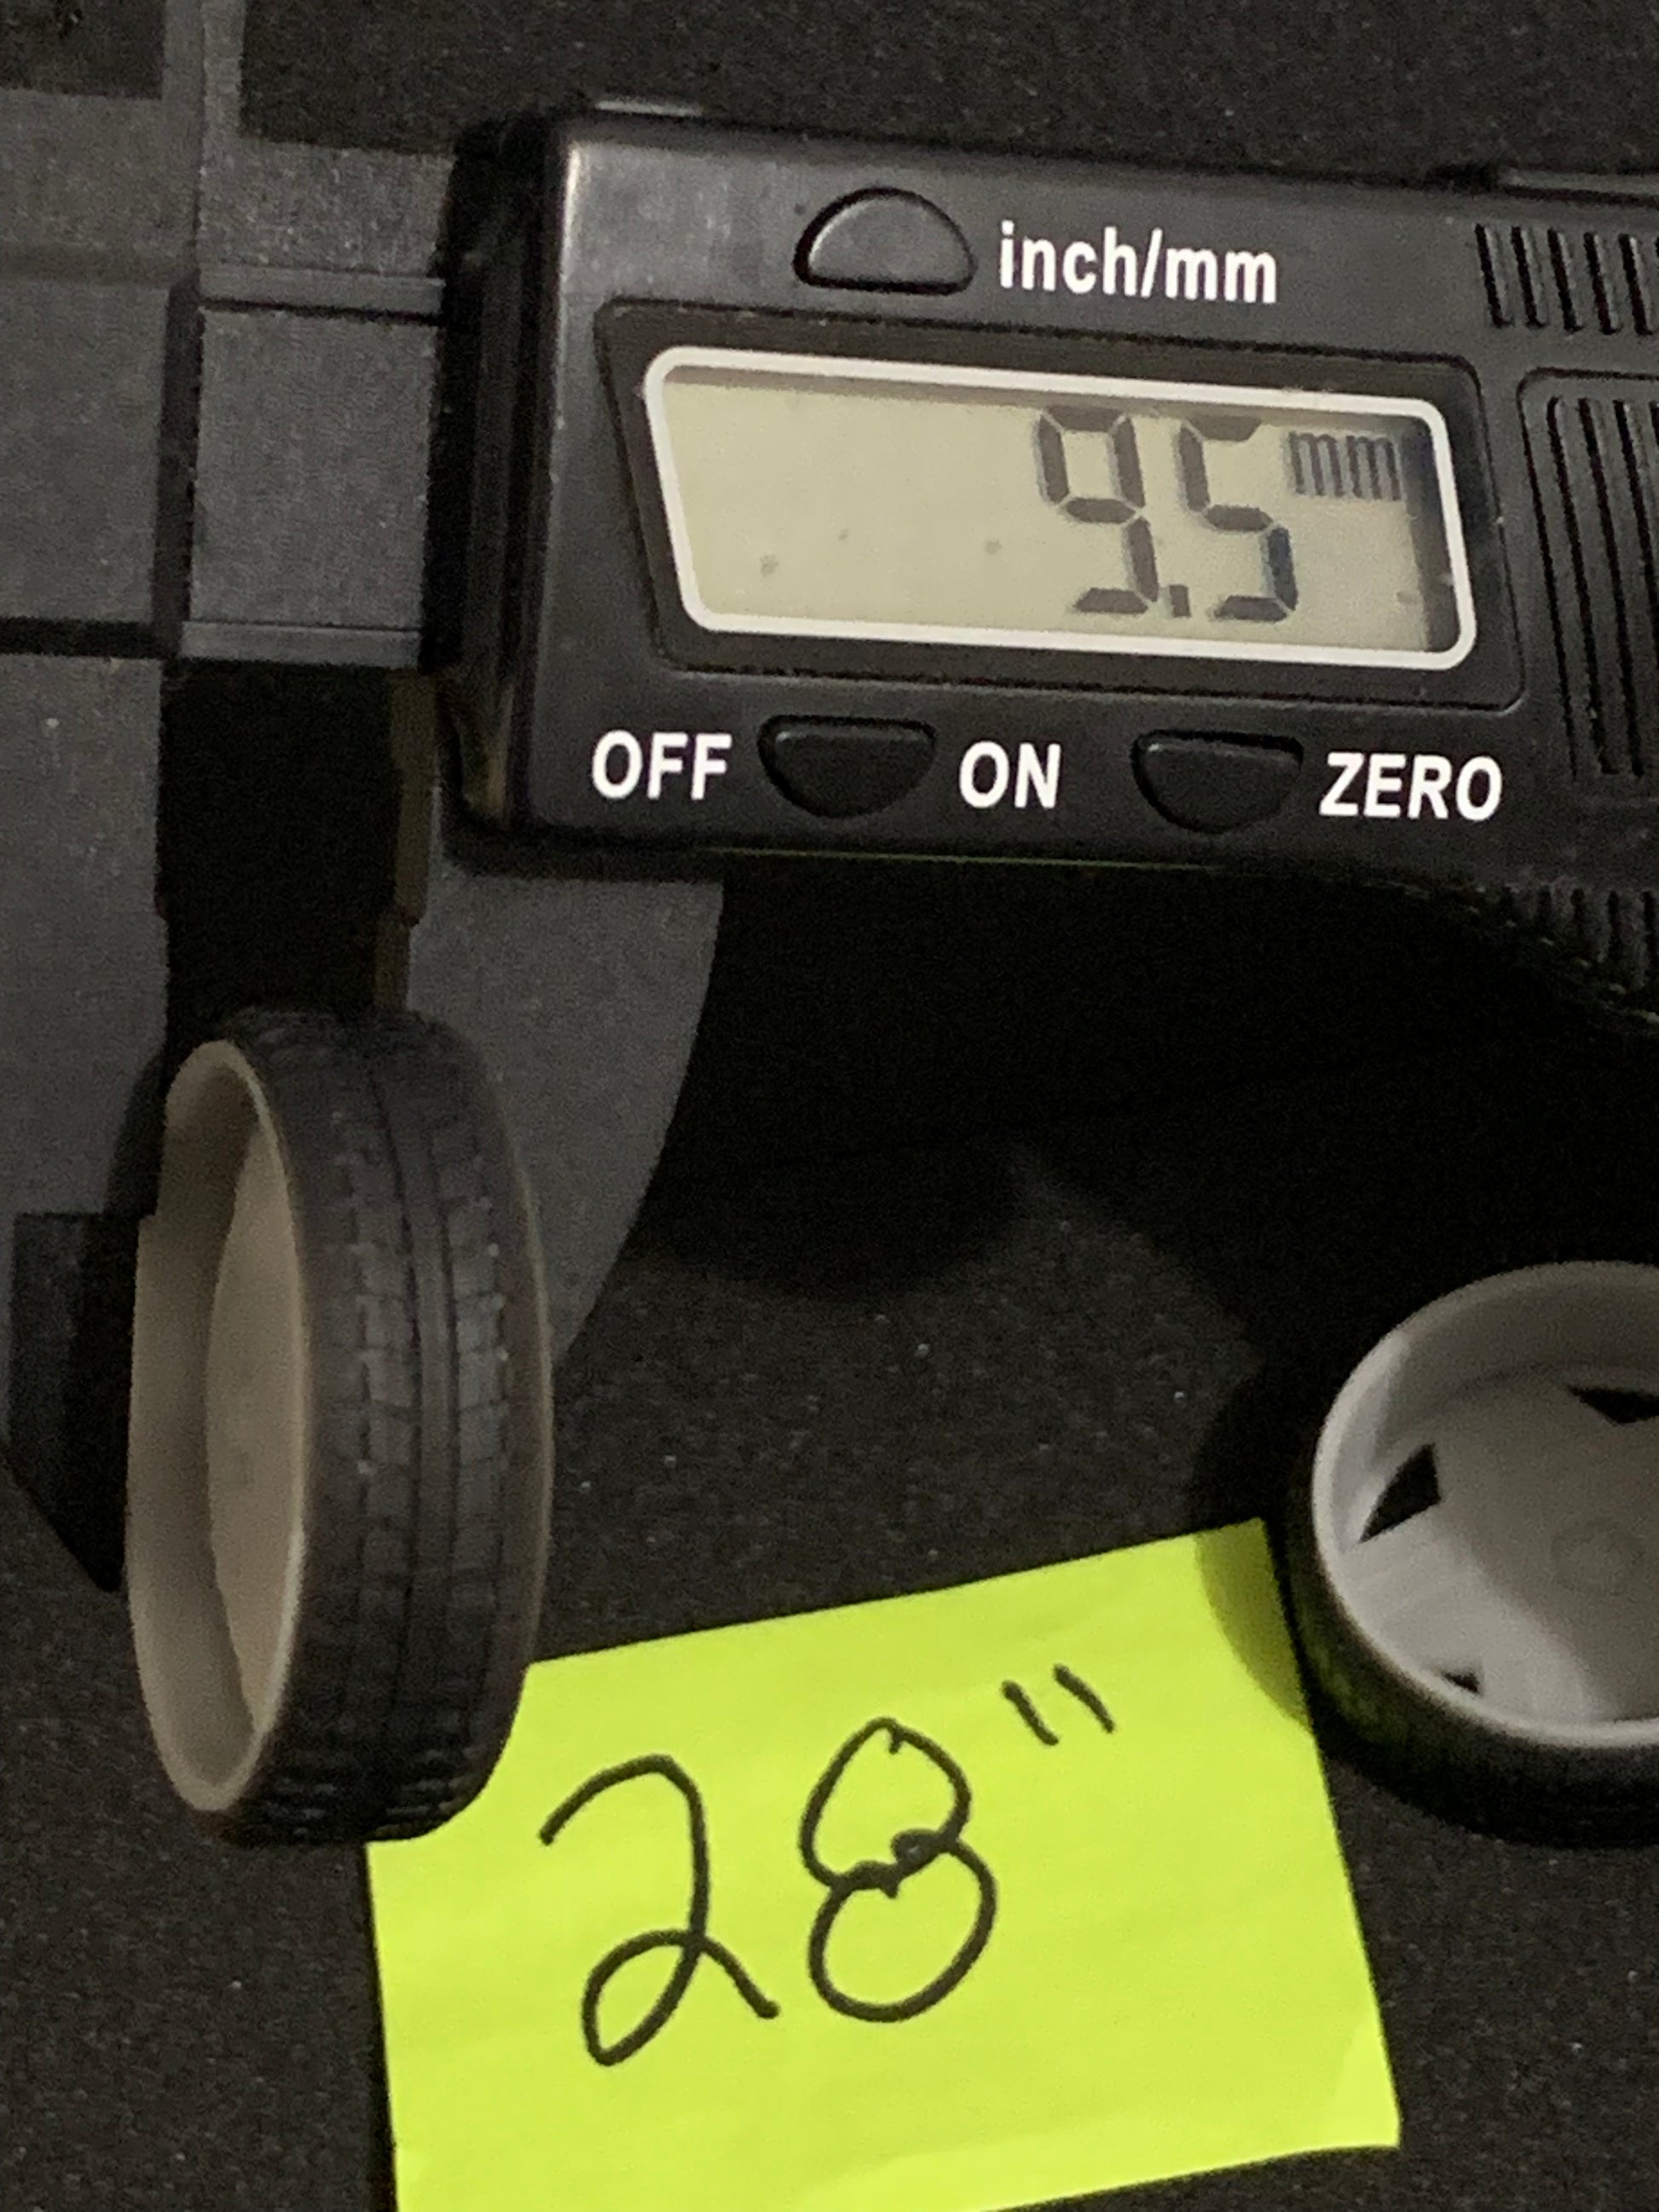 inch/mm
9.5 mm
OFF ON ZERO
28"